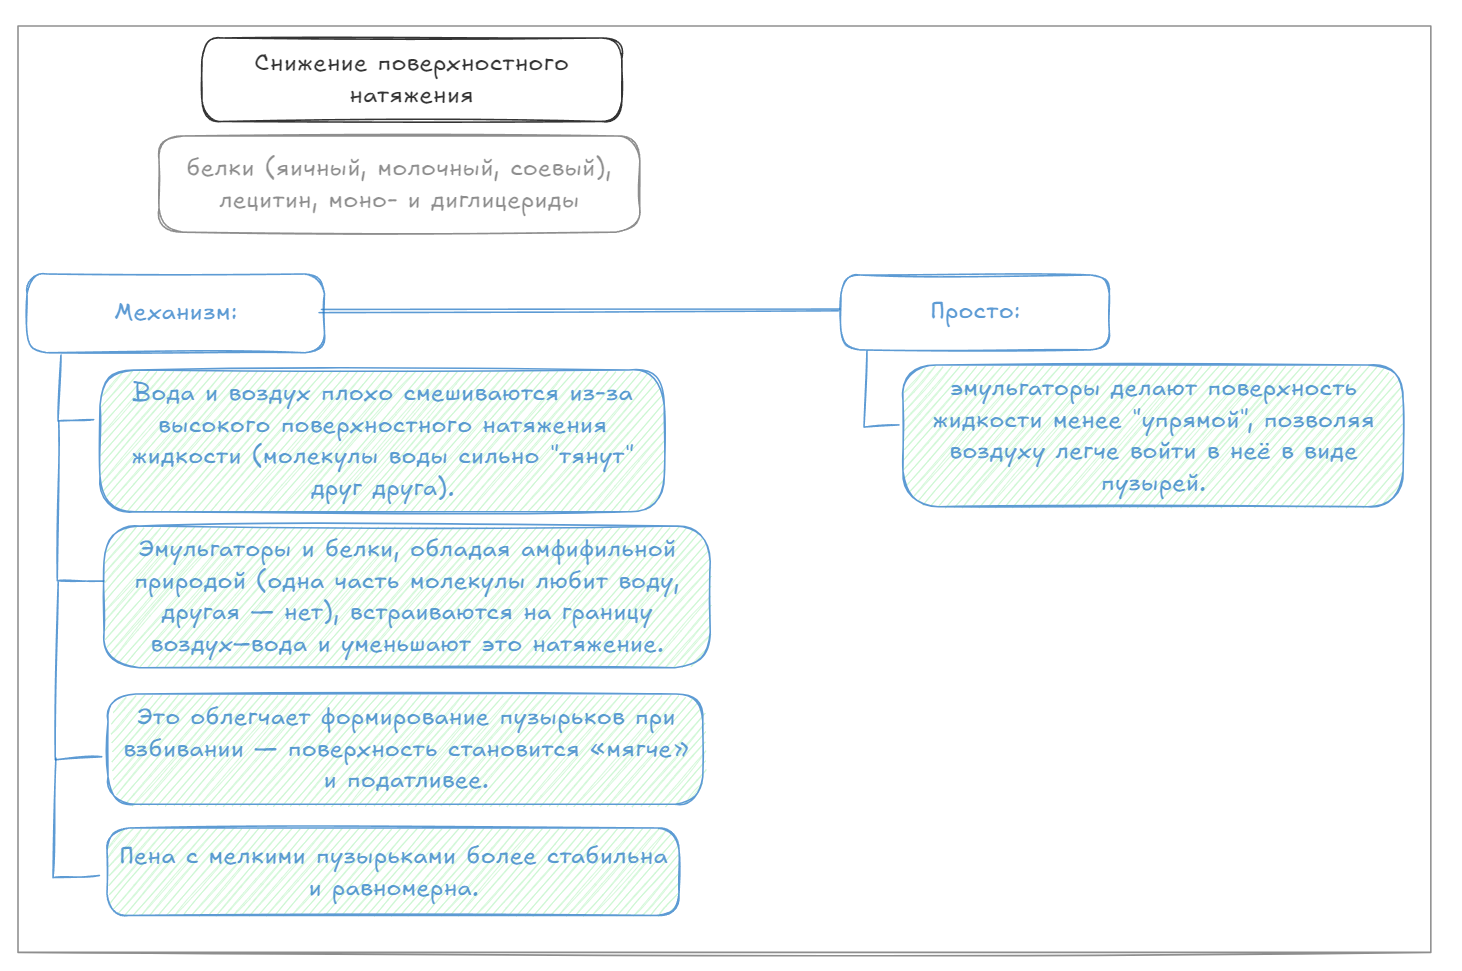 Снижение поверхностного
натяжения
белки (яичный, молочный, соевый),
лецитин, моно- и диглицериды
Механизм:
Вода и воздух плохо смешиваются из-за
высокого поверхностного натяжения
жидкости (молекулы воды сильно "тянут"
друг друга).
Эмульгаторы и белки, обладая амфифильной
природой (одна часть молекулы любит воду,
другая — нет), встраиваются на границу
воздух—вода и уменьшают это натяжение.
Это облегчает формирование пузырьков при
взбивании — поверхность становится «мягче»
и податливее.
Пена с мелкими пузырьками более стабильна
и равномерна.
Просто:
эмульгаторы делают поверхность
жидкости менее "упрямой", позволяя
воздуху легче войти в неё в виде
пузырей.